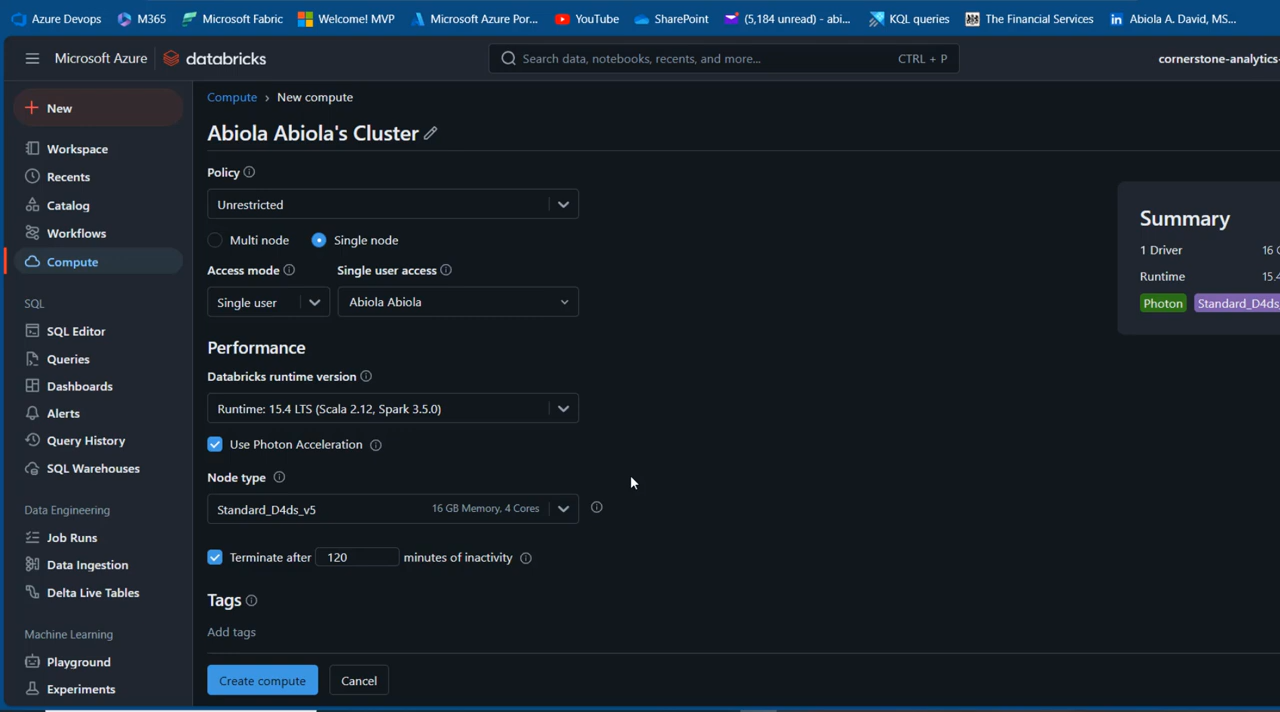 Azure Devops M365 Microsoft Fabric Welcome! MVP Microsoft Azure Por... YouTube SharePoint (5,184 unread) - abi... KQL queries The Financial Services Abiola A. David, MS...
Microsoft Azure databricks Search data, notebooks, recents, and more... CTRL + P cornerstone-analytics-
New
Workspace
Recents
Catalog
Workflows
Compute
SQL
SQL Editor
Queries
Dashboards
Alerts
Query History
SQL Warehouses
Data Engineering
Job Runs
Data Ingestion
Delta Live Tables
Machine Learning
Playground
Experiments
Compute › New compute
Abiola Abiola's Cluster
Policy
Unrestricted
Multi node Single node
Access mode Single user access
Single user Abiola Abiola
Performance
Databricks runtime version
Runtime: 15.4 LTS (Scala 2.12, Spark 3.5.0)
Use Photon Acceleration
Node type
Standard_D4ds_v5 16 GB Memory, 4 Cores
Terminate after 120 minutes of inactivity
Tags
Add tags
Create compute Cancel
Summary
1 Driver 16
Runtime 15.4
Photon Standard_D4ds